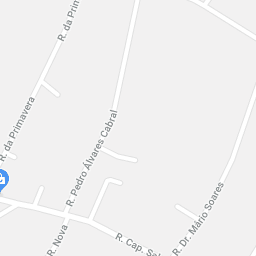 R. da Prim
R. da Primavera
R. Pedro Álvares Cabral
R. Dr. Mário Soares
R. Nova
R. Cap. Sal